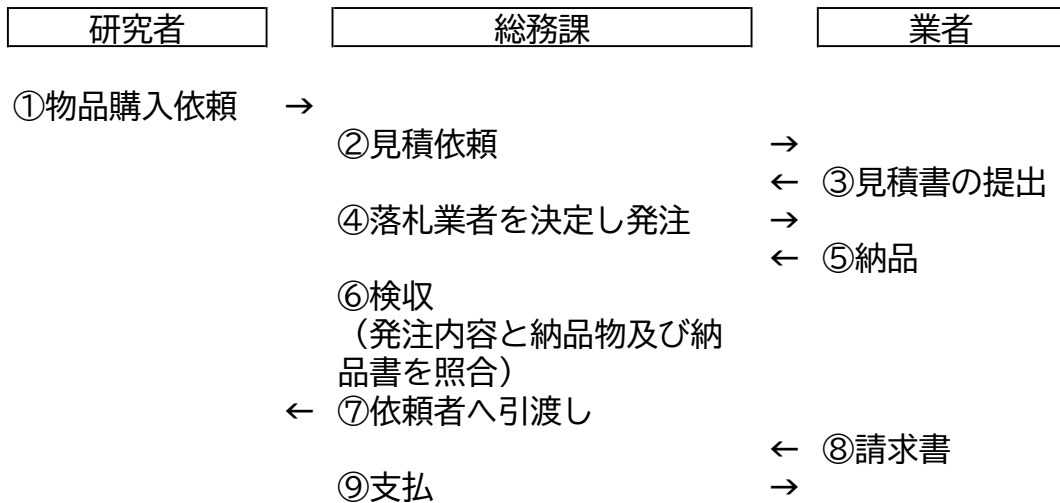 研究者 総務課 業者
①物品購入依頼 →
②見積依頼 →
← ③見積書の提出
④落札業者を決定し発注 →
← ⑤納品
⑥検収
（発注内容と納品物及び納
品書を照合）
← ⑦依頼者へ引渡し
← ⑧請求書
⑨支払 →